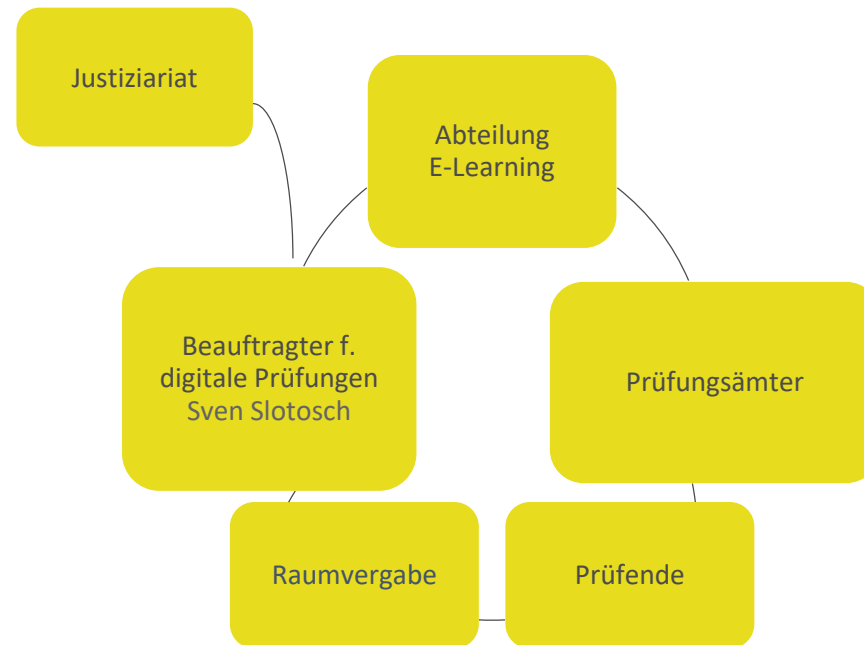 Justiziariat
Abteilung
E-Learning
Beauftragter f.
digitale Prüfungen
Sven Slotosch
Prüfungsämter
Raumvergabe
Prüfende